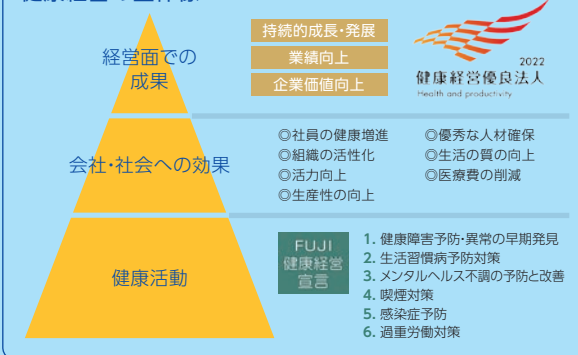 経営面での
成果
持続的成長・発展
業績向上
企業価値向上
2022
健康経営優良法人
Health and productivity
会社・社会への効果
◎社員の健康増進
◎組織の活性化
◎活力向上
◎生産性の向上
◎優秀な人材確保
◎生活の質の向上
◎医療費の削減
健康活動
FUJI
健康経営
宣言
1. 健康障害予防・異常の早期発見
2. 生活習慣病予防対策
3. メンタルヘルス不調の予防と改善
4. 喫煙対策
5. 感染症予防
6. 過重労働対策